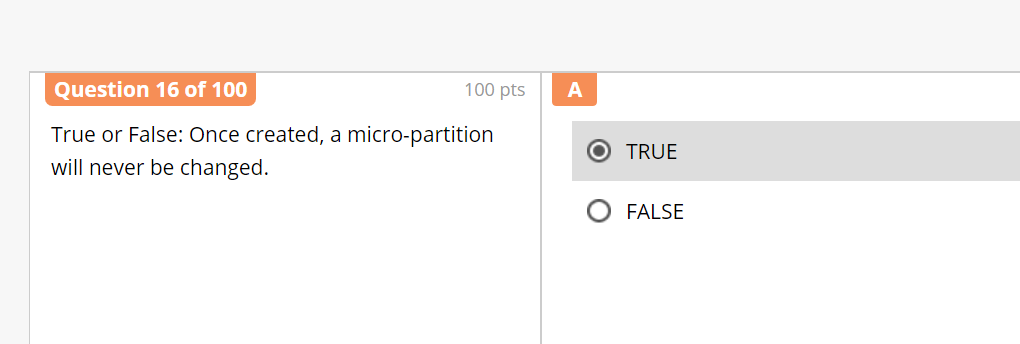 Question 16 of 100
100 pts
True or False: Once created, a micro-partition
will never be changed.
A
TRUE
FALSE